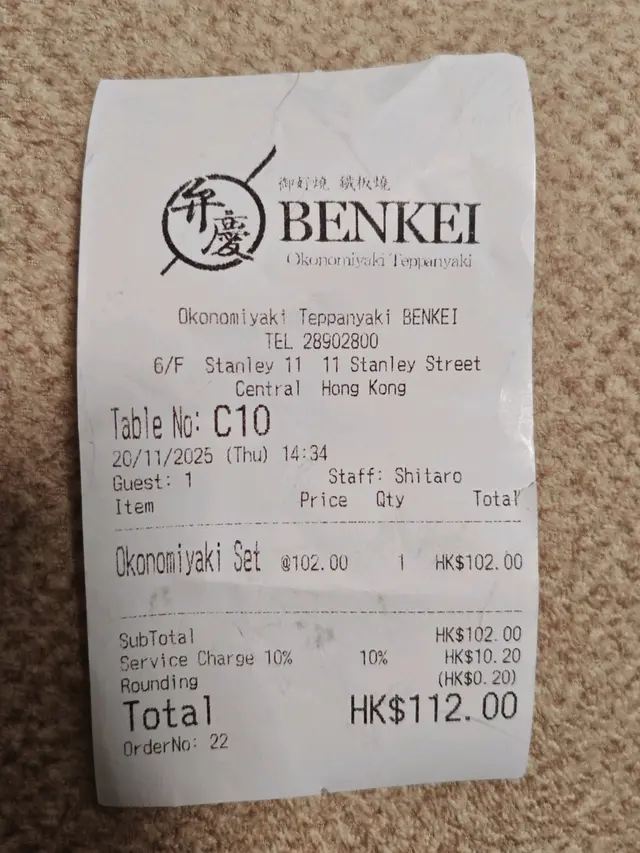 弁慶
御好燒 鐵板燒
BENKEI
Okonomiyaki Teppanyaki
Okonomiyaki Teppanyaki BENKEI
TEL 28902800
6/F Stanley 11 11 Stanley Street
Central Hong Kong
Table No: C10
20/11/2025 (Thu) 14:34
Guest: 1 Staff: Shitaro
Item Price Qty Total
Okonomiyaki Set @102.00 1 HK$102.00
SubTotal HK$102.00
Service Charge 10% 10% HK$10.20
Rounding (HK$0.20)
Total HK$112.00
OrderNo: 22